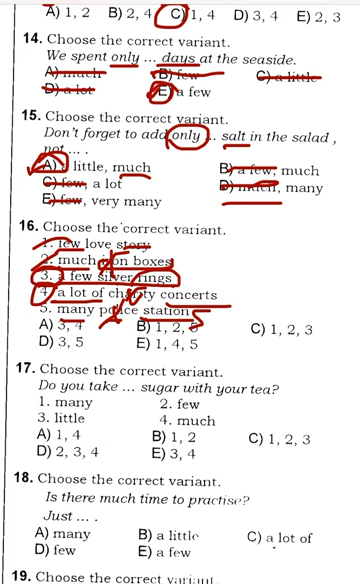 A) 1, 2 B) 2, 4 C) 1, 4 D) 3, 4 E) 2, 3
14. Choose the correct variant.
We spent only ... days at the seaside.
A) much B) few C) a little
D) a lot E) a few
15. Choose the correct variant.
Don't forget to add only ... salt in the salad ,
not ... .
A) a little, much B) a few, much
C) few, a lot D) much, many
E) few, very many
16. Choose the correct variant.
1. few love story
2. much iron boxes
3. a few silver rings
4. a lot of charity concerts
5. many police station
A) 3, 4 B) 1, 2, 5 C) 1, 2, 3
D) 3, 5 E) 1, 4, 5
17. Choose the correct variant.
Do you take ... sugar with your tea?
1. many 2. few
3. little 4. much
A) 1, 4 B) 1, 2 C) 1, 2, 3
D) 2, 3, 4 E) 3, 4
18. Choose the correct variant.
Is there much time to practise?
Just ... .
A) many B) a little C) a lot of
D) few E) a few
19. Choose the correct variant.